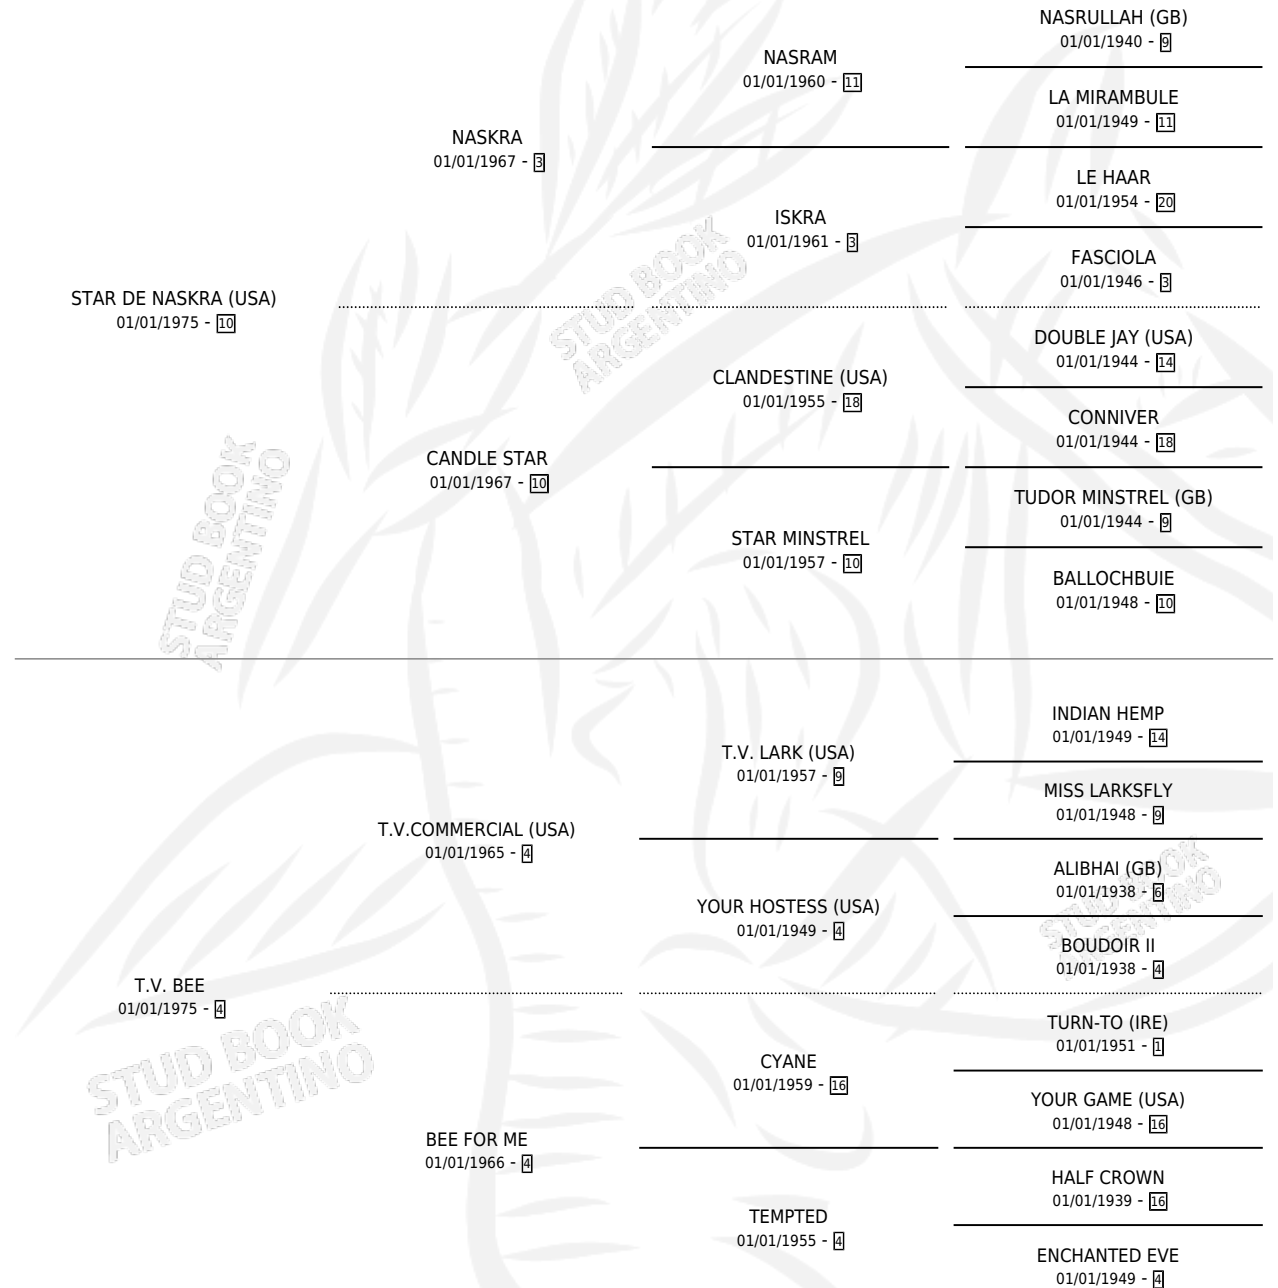 NASRULLAH (GB)
01/01/1940 - 9
NASRAM
01/01/1960 - 11
LA MIRAMBULE
01/01/1949 - 11
NASKRA
01/01/1967 - 3
LE HAAR
01/01/1954 - 20
ISKRA
01/01/1961 - 3
FASCIOLA
01/01/1946 - 3
STAR DE NASKRA (USA)
01/01/1975 - 10
DOUBLE JAY (USA)
01/01/1944 - 14
CLANDESTINE (USA)
01/01/1955 - 18
CONNIVER
01/01/1944 - 18
CANDLE STAR
01/01/1967 - 10
TUDOR MINSTREL (GB)
01/01/1944 - 9
STAR MINSTREL
01/01/1957 - 10
BALLOCHBUIE
01/01/1948 - 10
INDIAN HEMP
01/01/1949 - 14
T.V. LARK (USA)
01/01/1957 - 9
MISS LARKSFLY
01/01/1948 - 9
T.V.COMMERCIAL (USA)
01/01/1965 - 4
ALIBHAI (GB)
01/01/1938 - 6
YOUR HOSTESS (USA)
01/01/1949 - 4
BOUDOIR II
01/01/1938 - 4
T.V. BEE
01/01/1975 - 4
TURN-TO (IRE)
01/01/1951 - 1
CYANE
01/01/1959 - 16
YOUR GAME (USA)
01/01/1948 - 16
BEE FOR ME
01/01/1966 - 4
HALF CROWN
01/01/1939 - 16
TEMPTED
01/01/1955 - 4
ENCHANTED EVE
01/01/1949 - 4
STUD BOOK
ARGENTINO
STUD BOOK
ARGENTINO
STUD BOOK
ARGENTINO
STUD BOOK
ARGENTINO